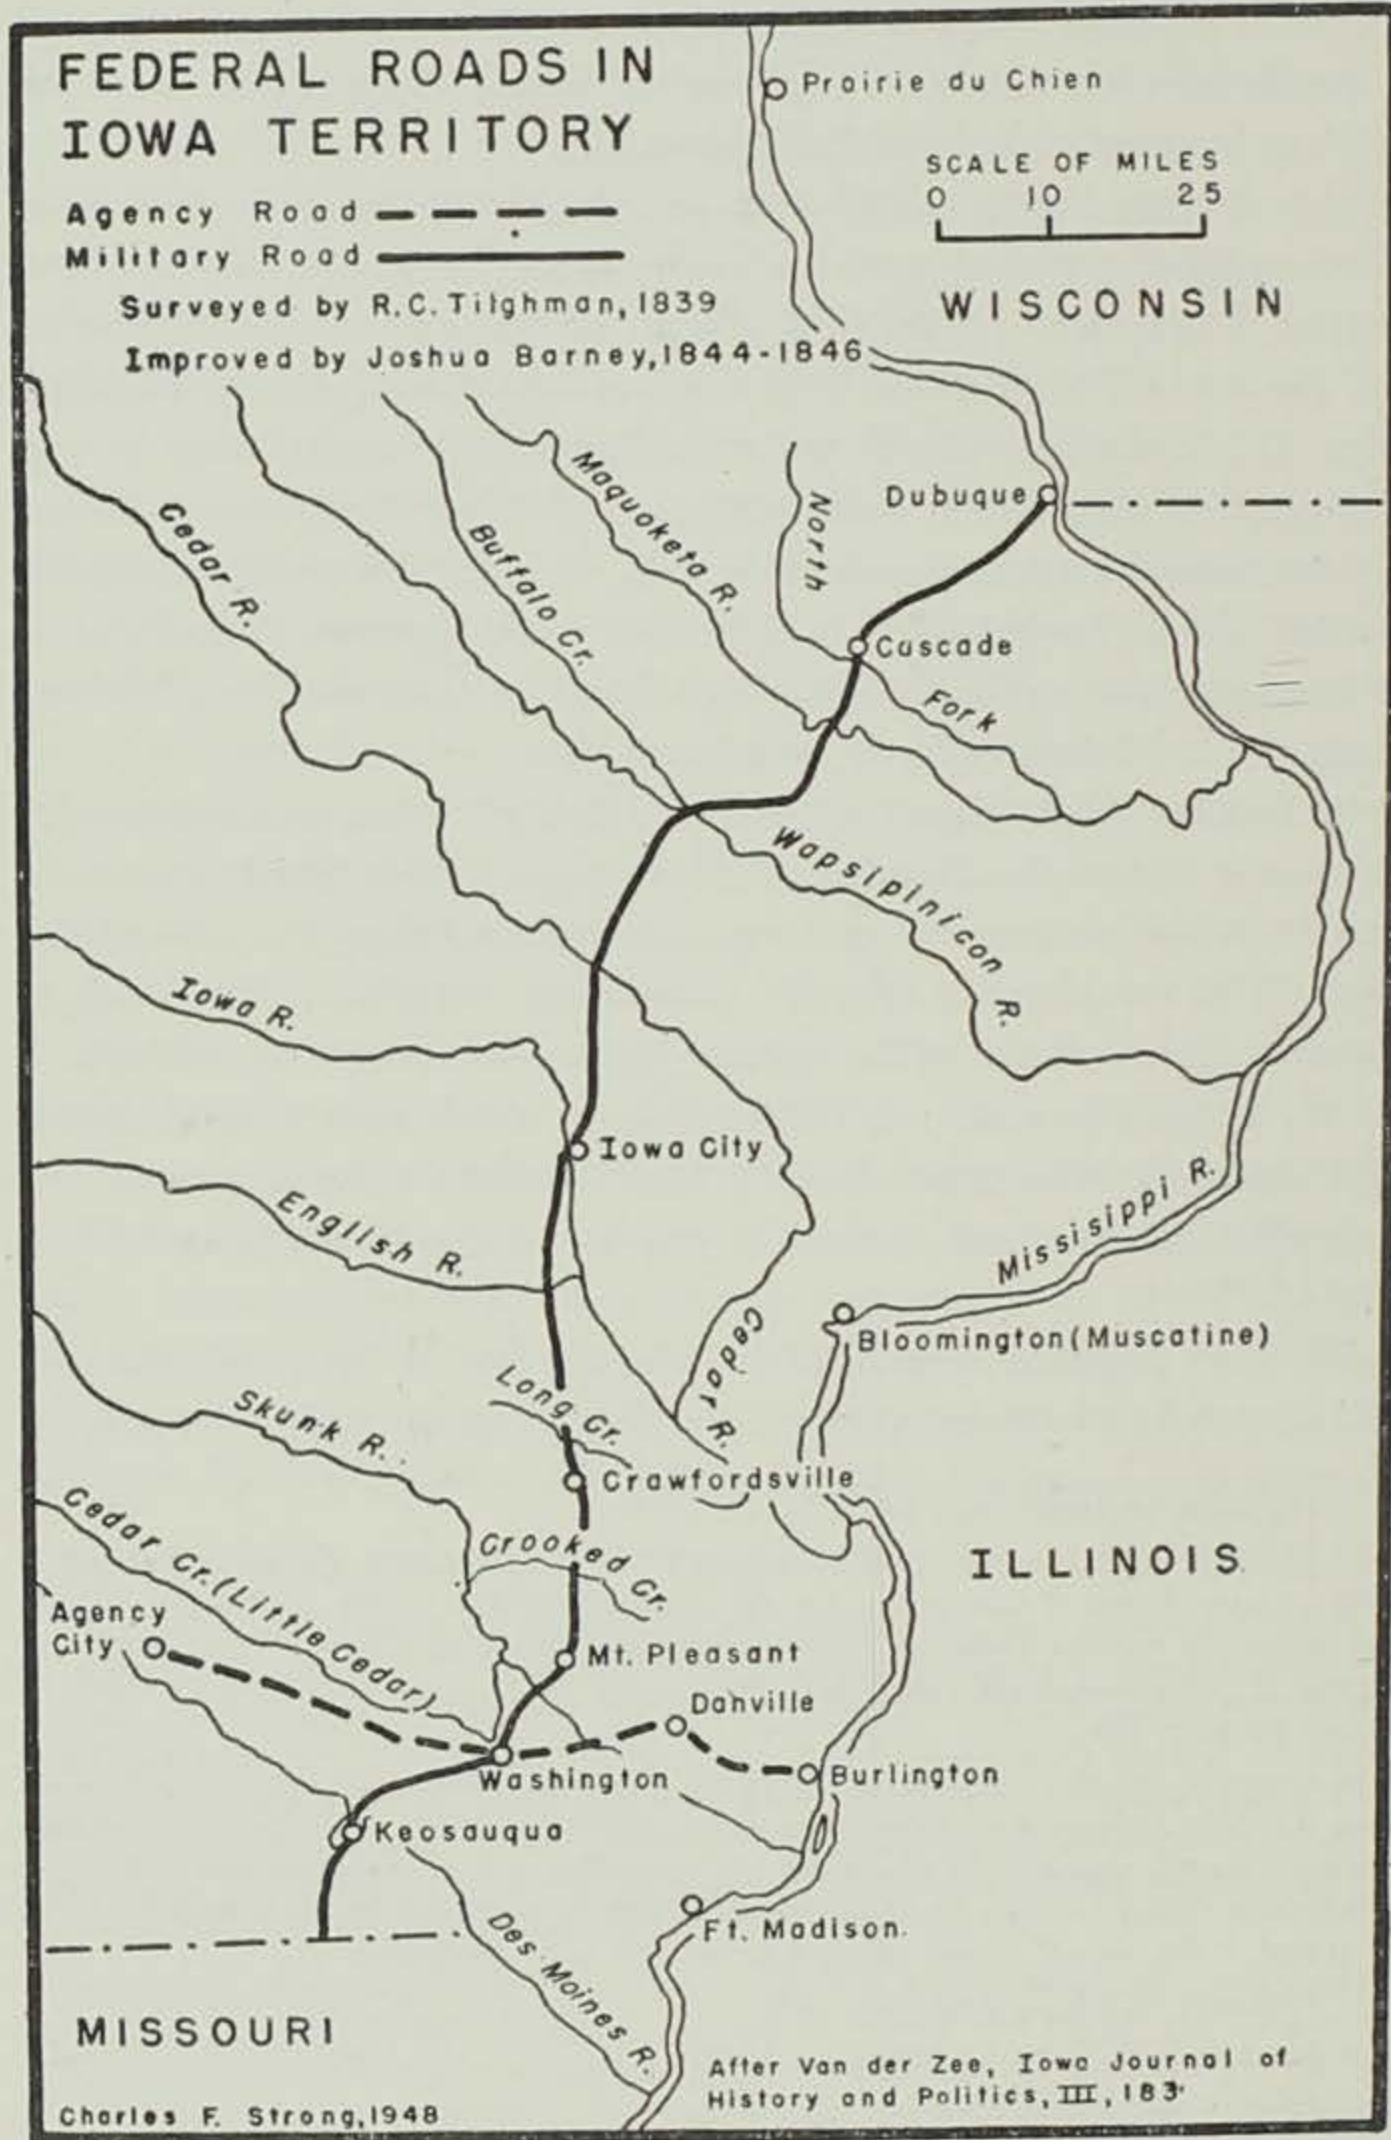 FEDERAL ROADS IN
IOWA TERRITORY
Agency Road
Military Road
Surveyed by R.C. Tilghman, 1839
Improved by Joshua Barney, 1844-1846
Prairie du Chien
SCALE OF MILES
0 10 25
WISCONSIN
Dubuque
Maquoketa R.
North
Cedar R.
Buffalo Cr.
Cascade
Fork
Wapsipinicon R.
Iowa R.
Iowa City
Mississippi R.
English R.
Bloomington (Muscatine)
Cedar R.
Long Cr.
Skunk R.
Crawfordsville
Cedar Cr. (Little Cedar)
Crooked Cr.
ILLINOIS
Agency
City
Mt. Pleasant
Danville
Washington
Burlington
Keosauqua
Ft. Madison.
Des Moines R.
MISSOURI
After Van der Zee, Iowa Journal of
History and Politics, III, 183
Charles F. Strong, 1948